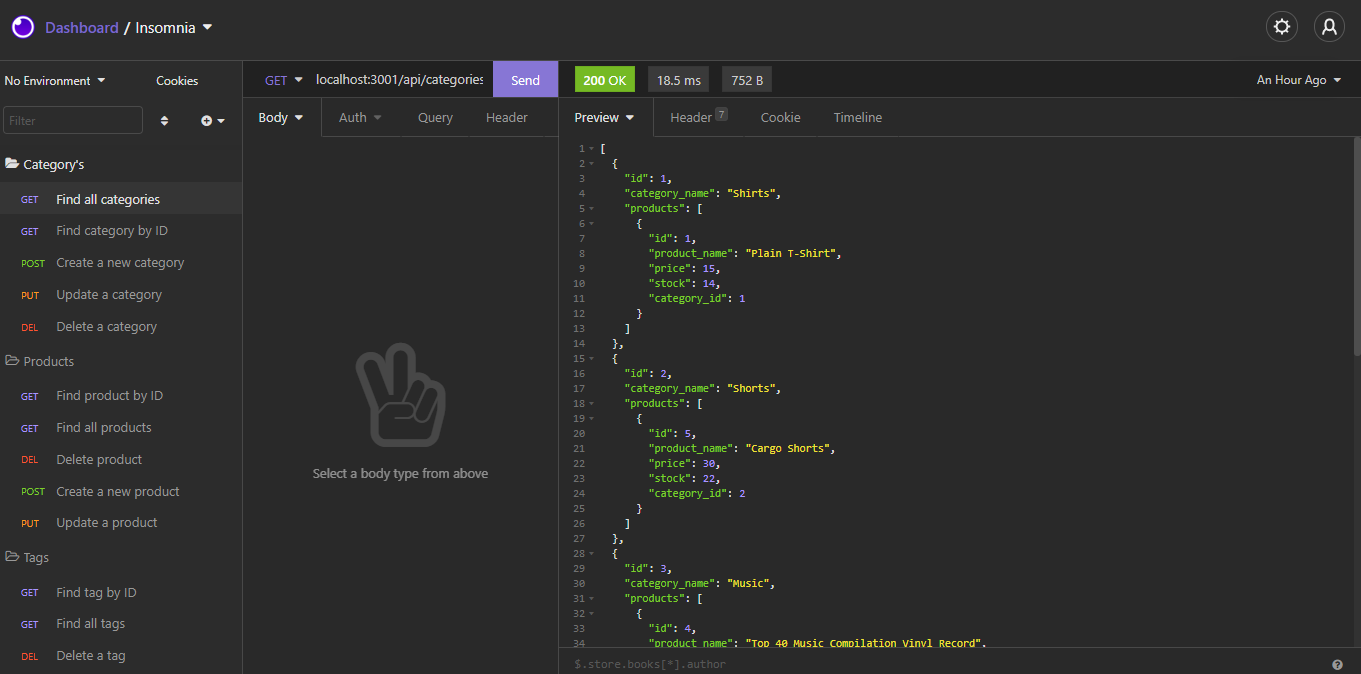 Dashboard / Insomnia
No Environment
Cookies
Filter
Category's
GET Find all categories
GET Find category by ID
POST Create a new category
PUT Update a category
DEL Delete a category
Products
GET Find product by ID
GET Find all products
DEL Delete product
POST Create a new product
PUT Update a product
Tags
GET Find tag by ID
GET Find all tags
DEL Delete a tag
GET localhost:3001/api/categories Send
Body Auth Query Header
Select a body type from above
200 OK 18.5 ms 752 B An Hour Ago
Preview Header 7 Cookie Timeline
1 [
2 {
3 "id": 1,
4 "category_name": "Shirts",
5 "products": [
6 {
7 "id": 1,
8 "product_name": "Plain T-Shirt",
9 "price": 15,
10 "stock": 14,
11 "category_id": 1
12 }
13 ]
14 },
15 {
16 "id": 2,
17 "category_name": "Shorts",
18 "products": [
19 {
20 "id": 5,
21 "product_name": "Cargo Shorts",
22 "price": 30,
23 "stock": 22,
24 "category_id": 2
25 }
26 ]
27 },
28 {
29 "id": 3,
30 "category_name": "Music",
31 "products": [
32 {
33 "id": 4,
34 "product_name": "Top 40 Music Compilation Vinyl Record",
$.store.books[*].author